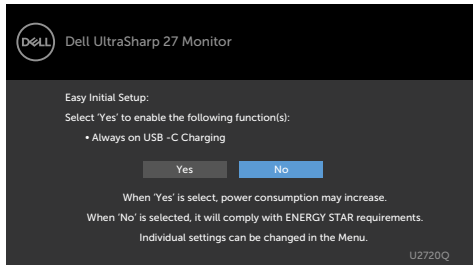 DELL Dell UltraSharp 27 Monitor
Easy Initial Setup:
Select 'Yes' to enable the following function(s):
• Always on USB -C Charging
Yes No
When 'Yes' is select, power consumption may increase.
When 'No' is selected, it will comply with ENERGY STAR requirements.
Individual settings can be changed in the Menu.
U2720Q